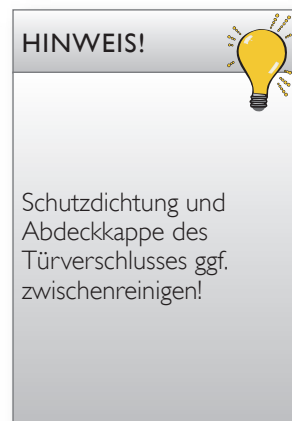 HINWEIS!
Schutzdichtung und
Abdeckkappe des
Türverschlusses ggf.
zwischenreinigen!